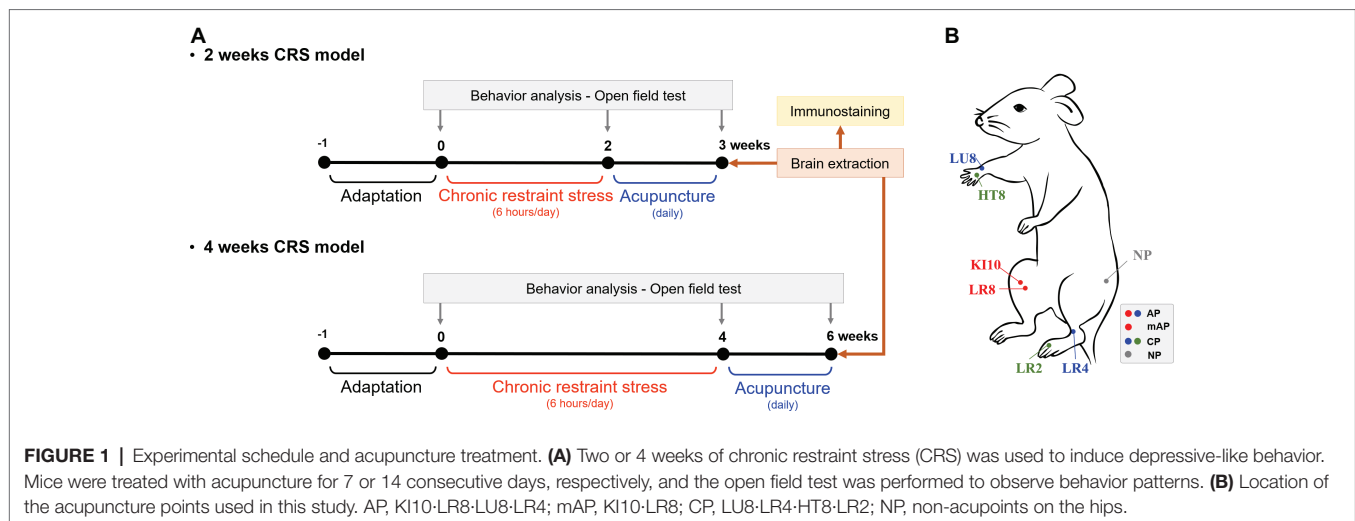 A
• 2 weeks CRS model
Behavior analysis - Open field test
-1
0
2
3 weeks
Adaptation
Chronic restraint stress
(6 hours/day)
Acupuncture
(daily)
Immunostaining
Brain extraction
• 4 weeks CRS model
Behavior analysis - Open field test
-1
0
4
6 weeks
Adaptation
Chronic restraint stress
(6 hours/day)
Acupuncture
(daily)
B
LU8
HT8
KI10
LR8
NP
LR2
LR4
AP
mAP
CP
NP
FIGURE 1 | Experimental schedule and acupuncture treatment. (A) Two or 4 weeks of chronic restraint stress (CRS) was used to induce depressive-like behavior.
Mice were treated with acupuncture for 7 or 14 consecutive days, respectively, and the open field test was performed to observe behavior patterns. (B) Location of
the acupuncture points used in this study. AP, KI10·LR8·LU8·LR4; mAP, KI10·LR8; CP, LU8·LR4·HT8·LR2; NP, non-acupoints on the hips.